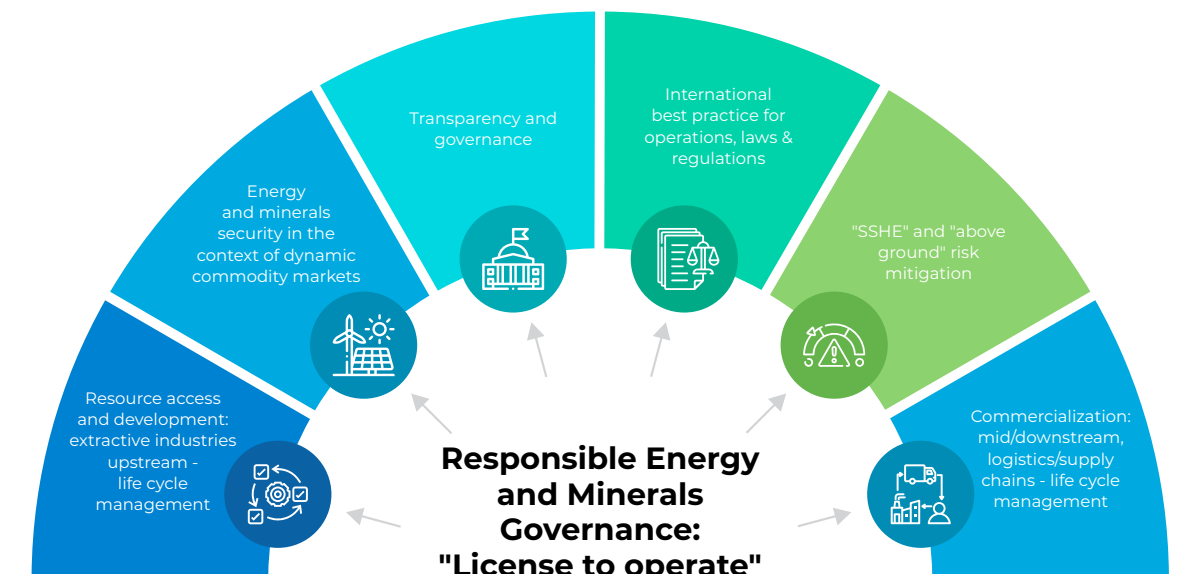 Resource access
and development:
extractive industries
upstream -
life cycle
management
Energy
and minerals
security in the
context of dynamic
commodity markets
Transparency and
governance
International
best practice for
operations, laws &
regulations
"SSHE" and "above
ground" risk
mitigation
Commercialization:
mid/downstream,
logistics/supply
chains - life cycle
management
Responsible Energy
and Minerals
Governance:
"License to operate"